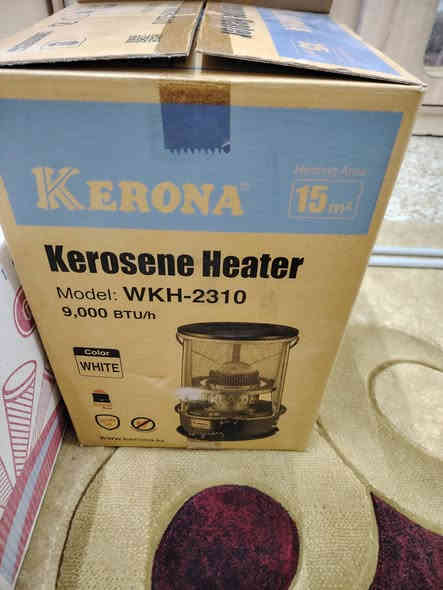 KERONA
Heating Area
15 m²
Kerosene Heater
Model: WKH-2310
9,000 BTU/h
Color
WHITE